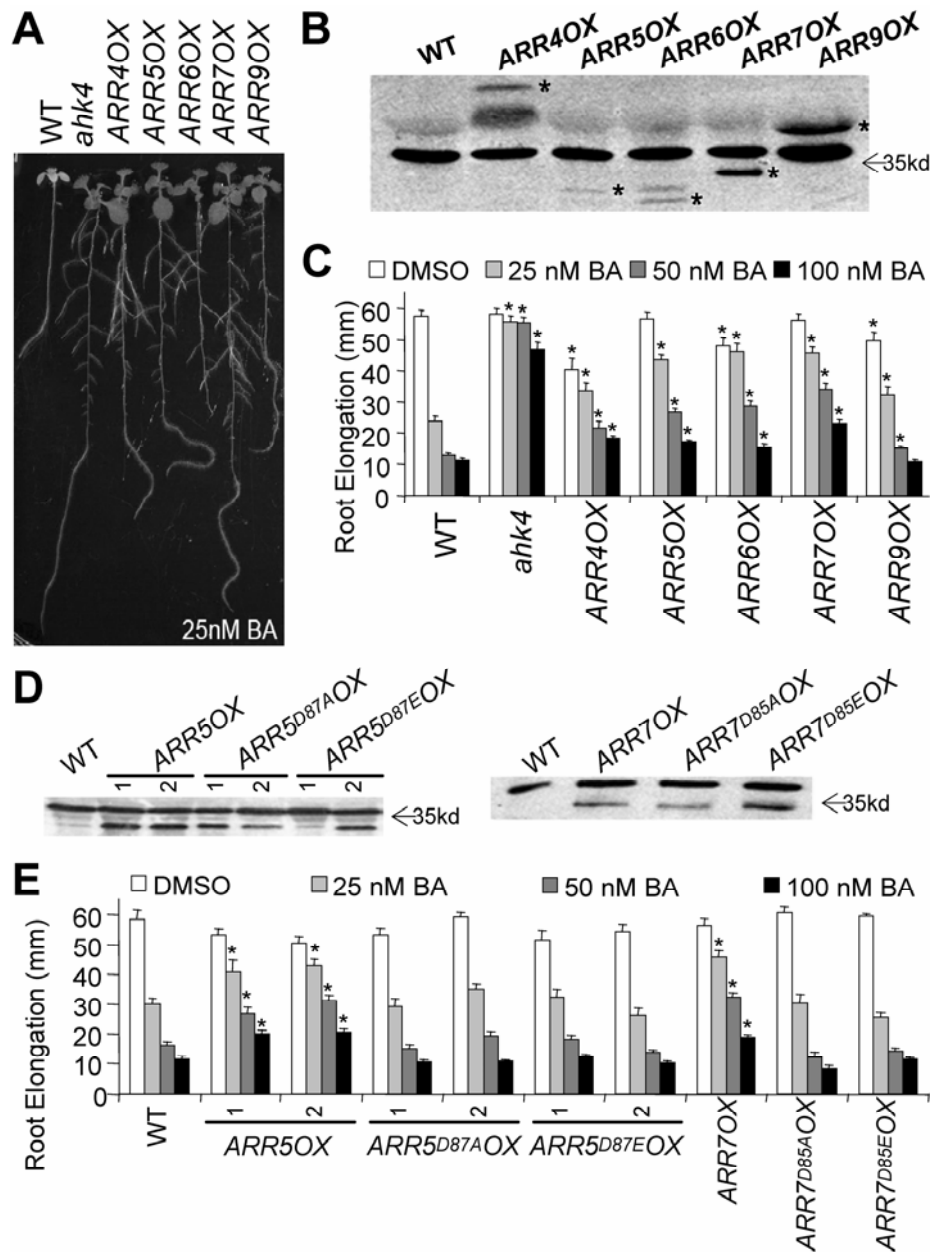 A
WT
ahk4
ARR4OX
ARR5OX
ARR6OX
ARR7OX
ARR9OX
25nM BA
B
WT
ARR4OX
ARR5OX
ARR6OX
ARR7OX
ARR9OX
*
*
*
*
*
35kd
C
DMSO 25 nM BA 50 nM BA 100 nM BA
Root Elongation (mm)
60
50
40
30
20
10
0
* * *
* * * *
* * *
* * * *
* * *
* * *
WT
ahk4
ARR4OX
ARR5OX
ARR6OX
ARR7OX
ARR9OX
D
WT
ARR5OX
ARR5D87AOX
ARR5D87EOX
1 2 1 2 1 2
35kd
WT
ARR7OX
ARR7D85AOX
ARR7D85EOX
35kd
E
DMSO 25 nM BA 50 nM BA 100 nM BA
Root Elongation (mm)
60
50
40
30
20
10
0
* * *
* * *
* * *
WT
1 2
ARR5OX
1 2
ARR5D87AOX
1 2
ARR5D87EOX
ARR7OX
ARR7D85AOX
ARR7D85EOX